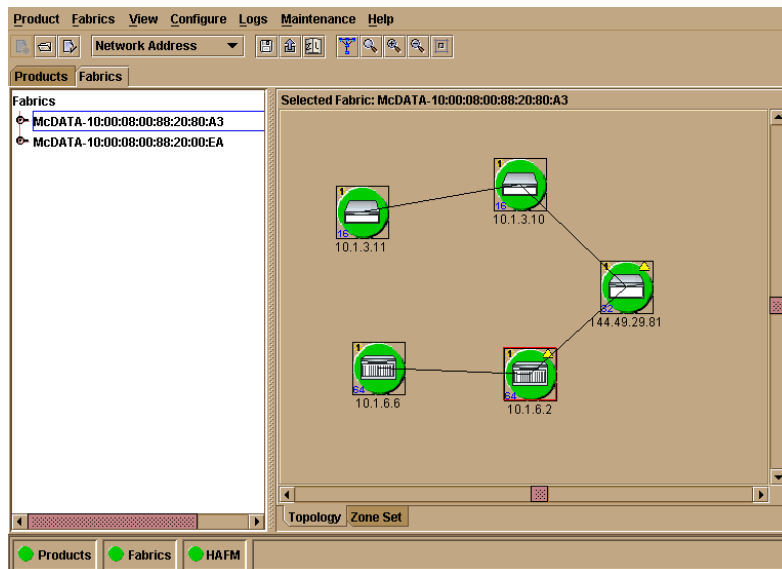 Product Fabrics View Configure Logs Maintenance Help
Network Address
Products Fabrics
Fabrics
McDATA-10:00:08:00:88:20:80:A3
McDATA-10:00:08:00:88:20:00:EA
Selected Fabric: McDATA-10:00:08:00:88:20:80:A3
1
16
10.1.3.10
1
16
10.1.3.11
1
32
144.49.29.81
1
64
10.1.6.6
1
64
10.1.6.2
Topology Zone Set
Products Fabrics HAFM